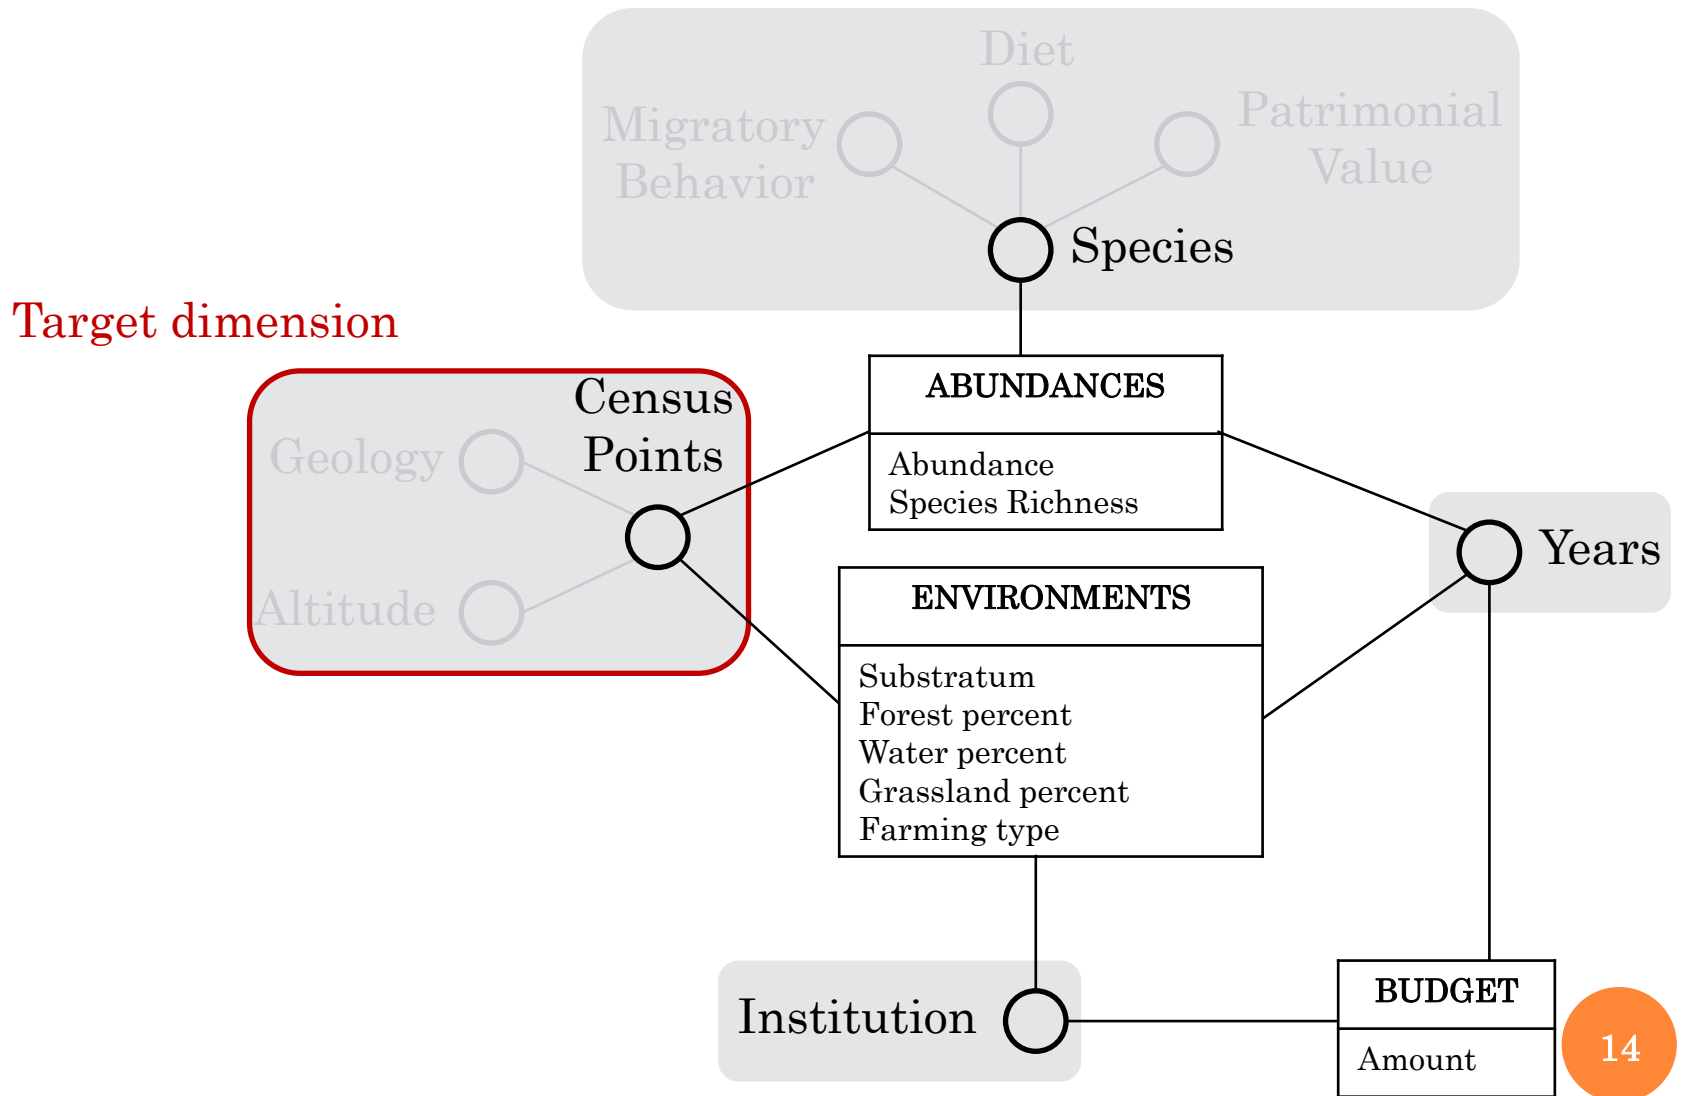 Diet
Migratory
Behavior
Patrimonial
Value
Species
Target dimension
Census
Points
Geology
Altitude
ABUNDANCES
Abundance
Species Richness
Years
ENVIRONMENTS
Substratum
Forest percent
Water percent
Grassland percent
Farming type
Institution
BUDGET
Amount
14